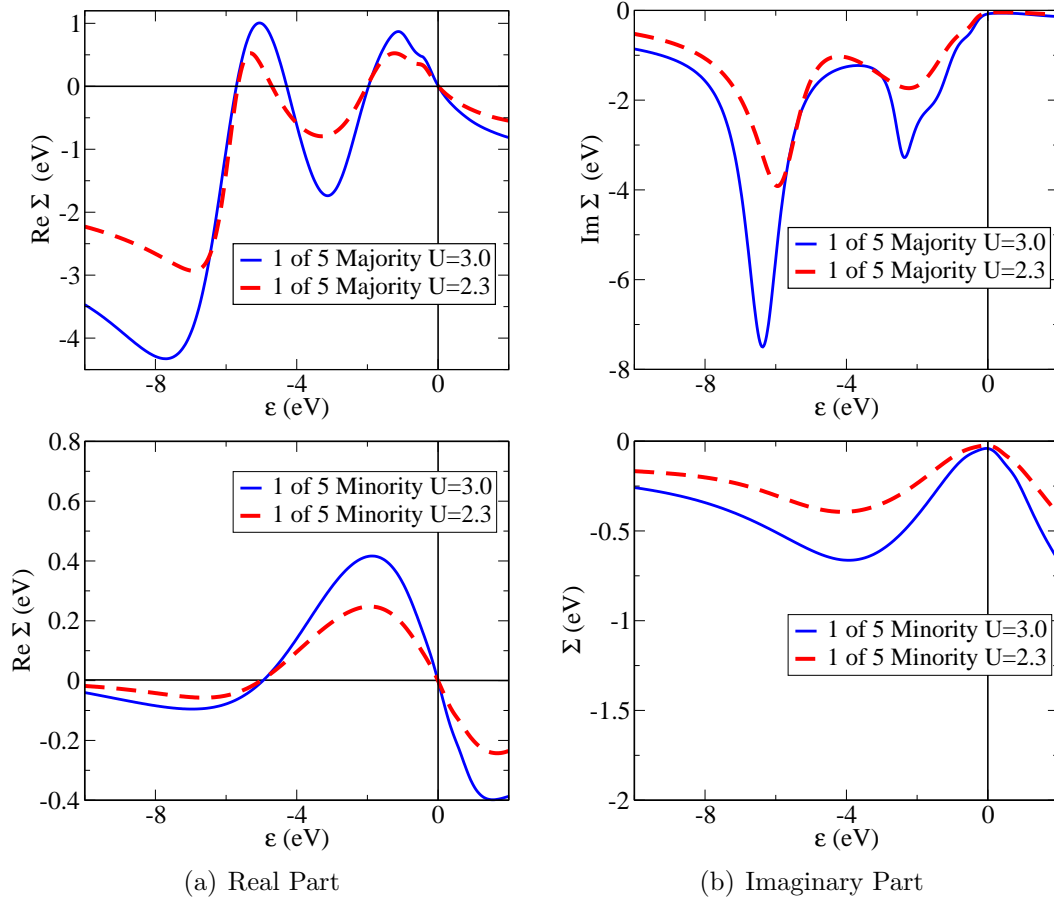 1
0
-1
-2
-3
-4
Re Σ (eV)
1 of 5 Majority U=3.0
1 of 5 Majority U=2.3
-8
-4
0
ε (eV)
0
-2
-4
-6
-8
Im Σ (eV)
1 of 5 Majority U=3.0
1 of 5 Majority U=2.3
-8
-4
0
ε (eV)
0.8
0.6
0.4
0.2
0
-0.2
-0.4
Re Σ (eV)
1 of 5 Minority U=3.0
1 of 5 Minority U=2.3
-8
-4
0
ε (eV)
0
-0.5
-1
-1.5
-2
Σ (eV)
1 of 5 Minority U=3.0
1 of 5 Minority U=2.3
-8
-4
0
ε (eV)
(a) Real Part
(b) Imaginary Part